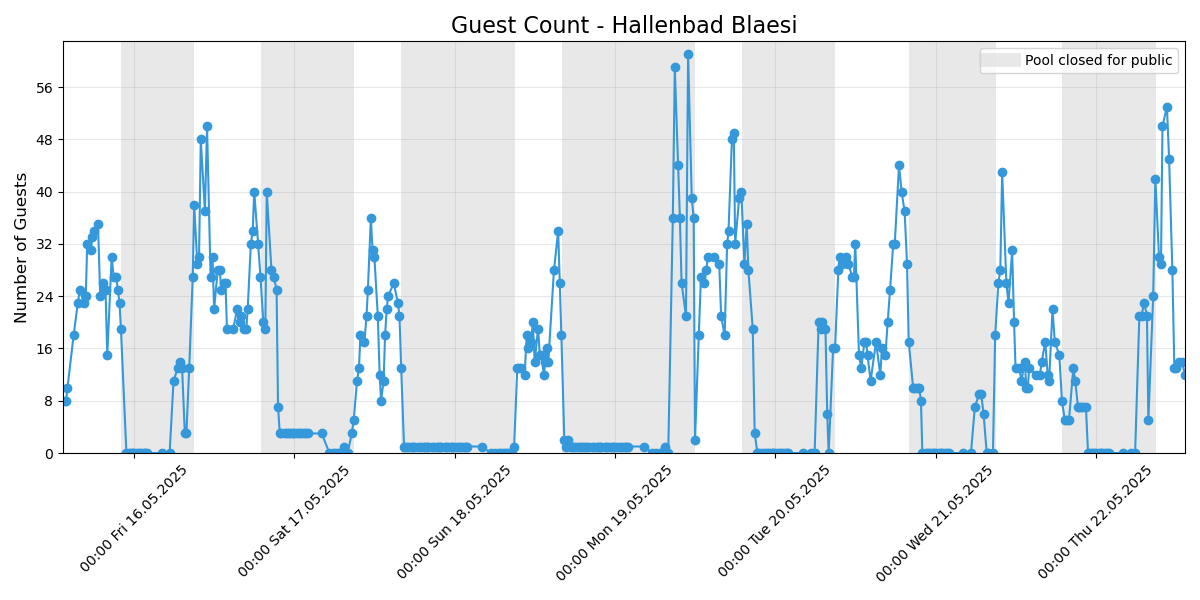 Guest Count - Hallenbad Blaesi
Pool closed for public
Number of Guests
56
48
40
32
24
16
8
0
00:00 Fri 16.05.2025
00:00 Sat 17.05.2025
00:00 Sun 18.05.2025
00:00 Mon 19.05.2025
00:00 Tue 20.05.2025
00:00 Wed 21.05.2025
00:00 Thu 22.05.2025